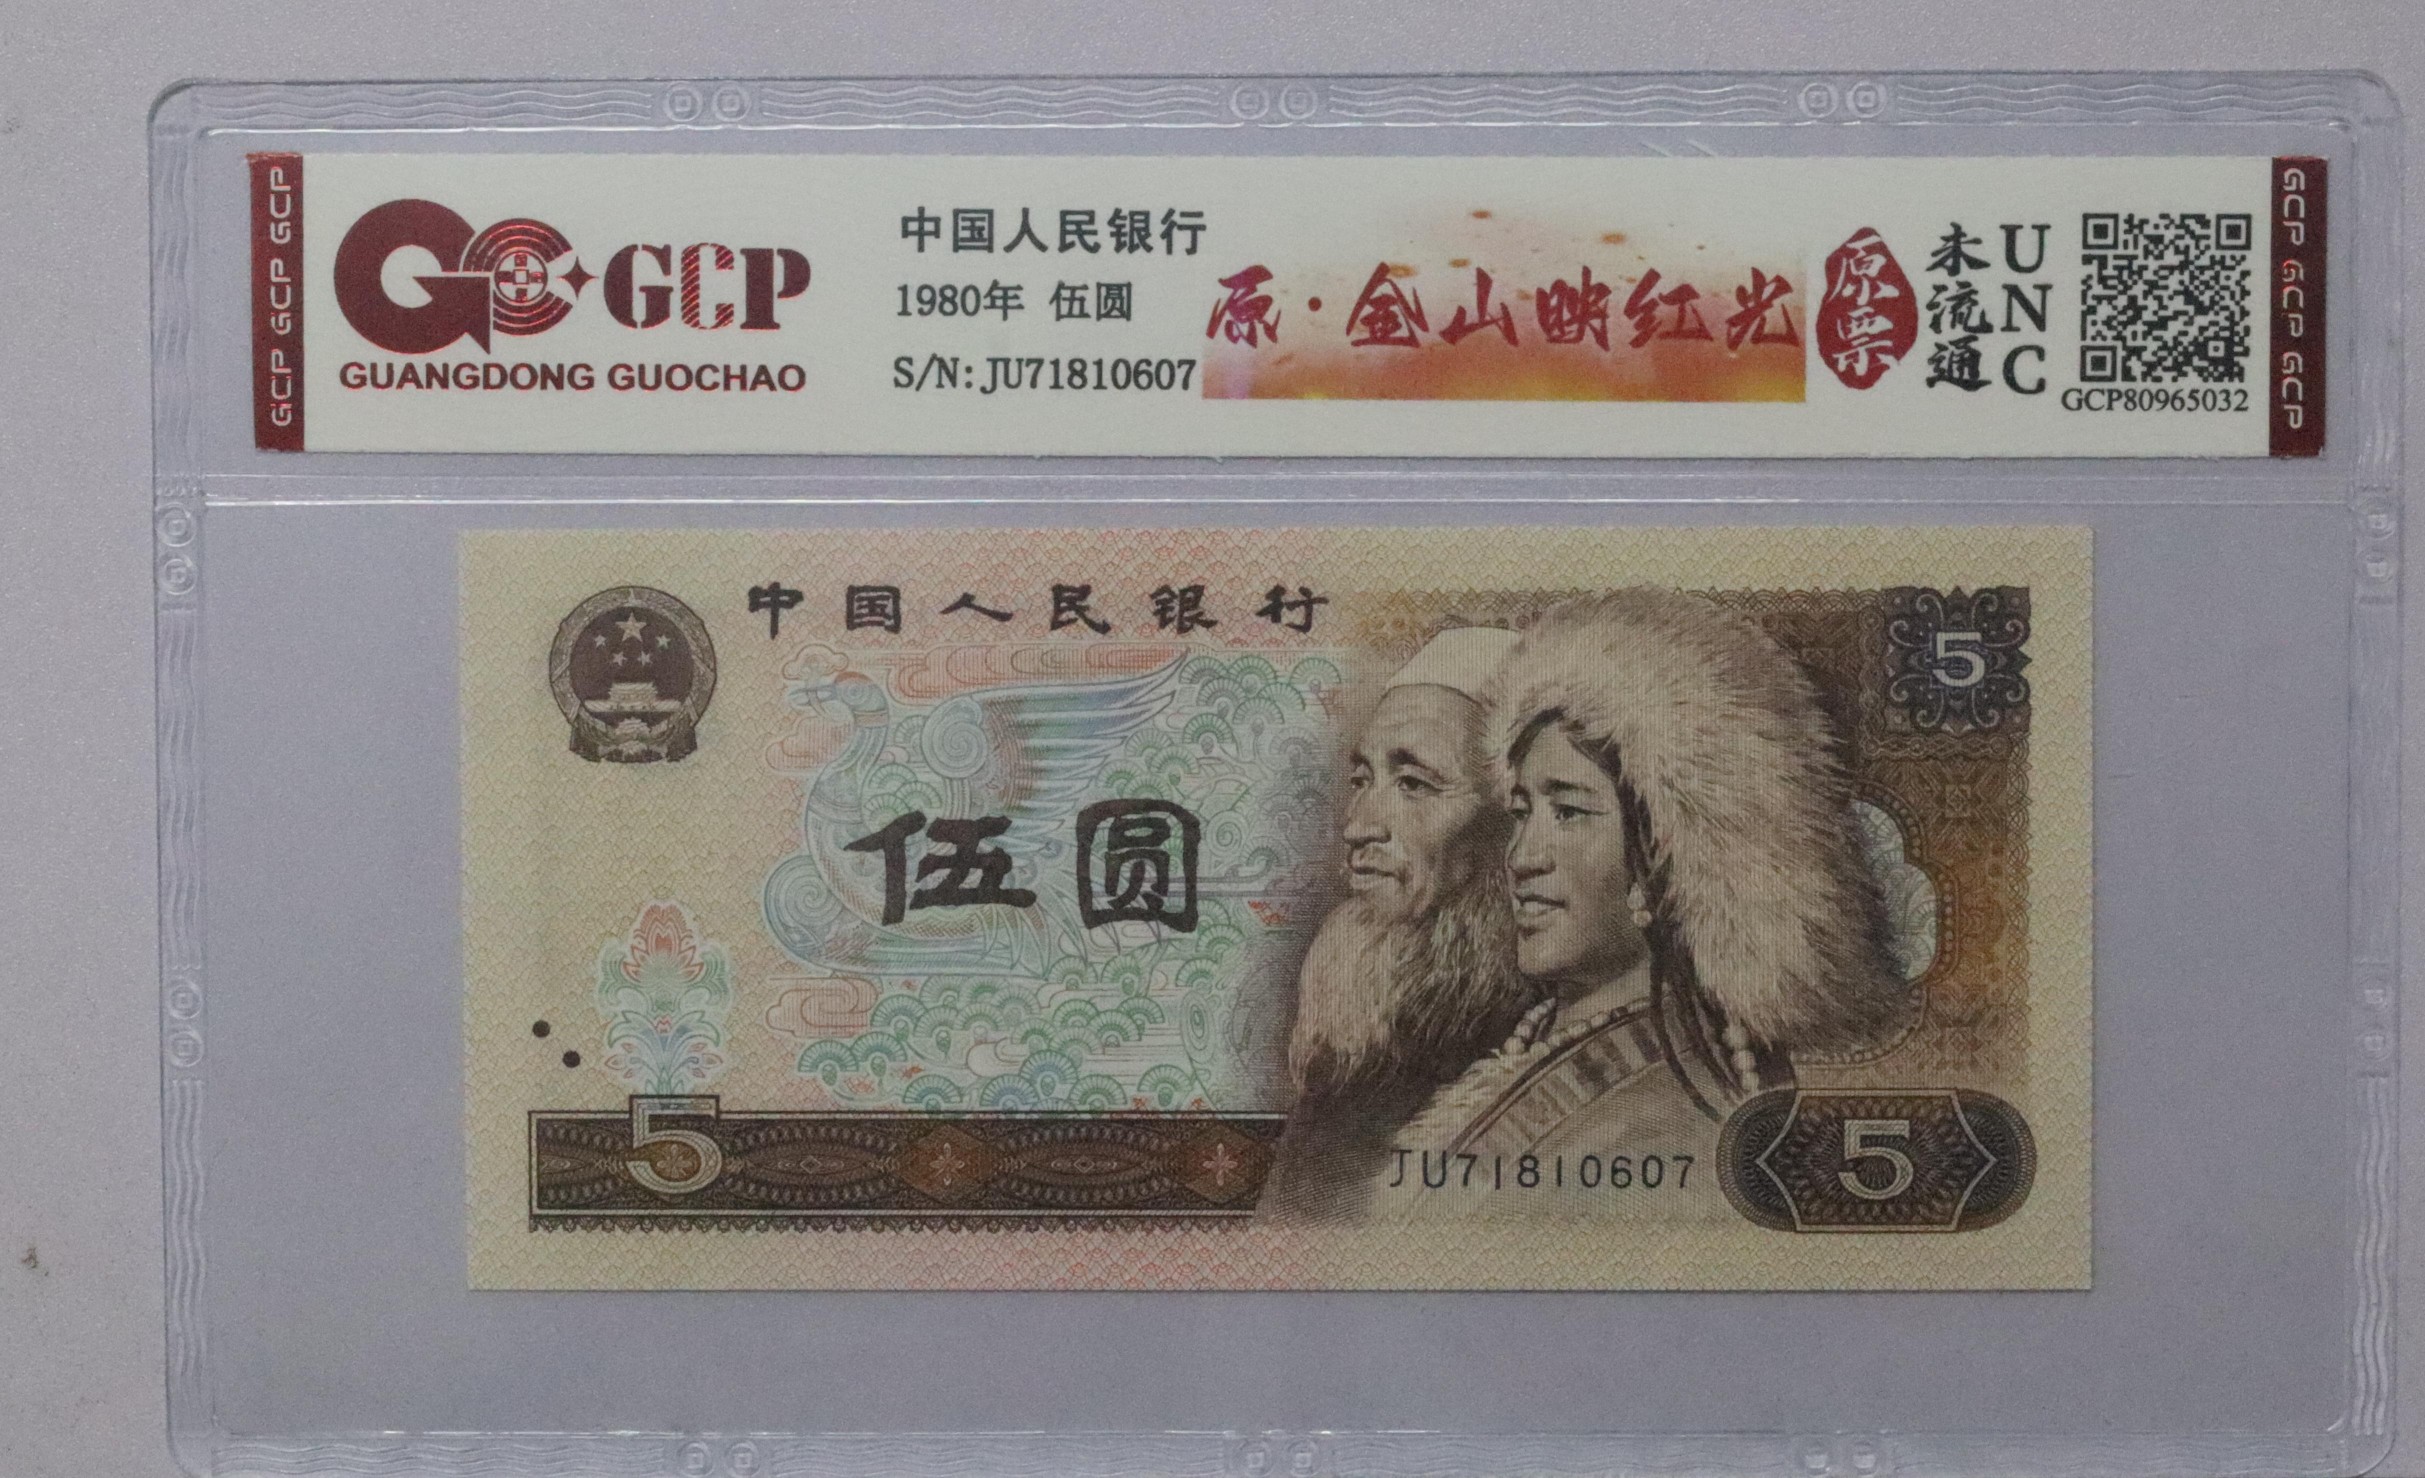 GCP GCP GCP
GCP
GUANGDONG GUOCHAO
中国人民银行
1980年 伍圆
S/N: JU71810607
原·金山映红光
原票
未流通
UNC
GCP80965032
GCP GCP GCP
中国人民银行
5
伍圆
5
JU71810607
5